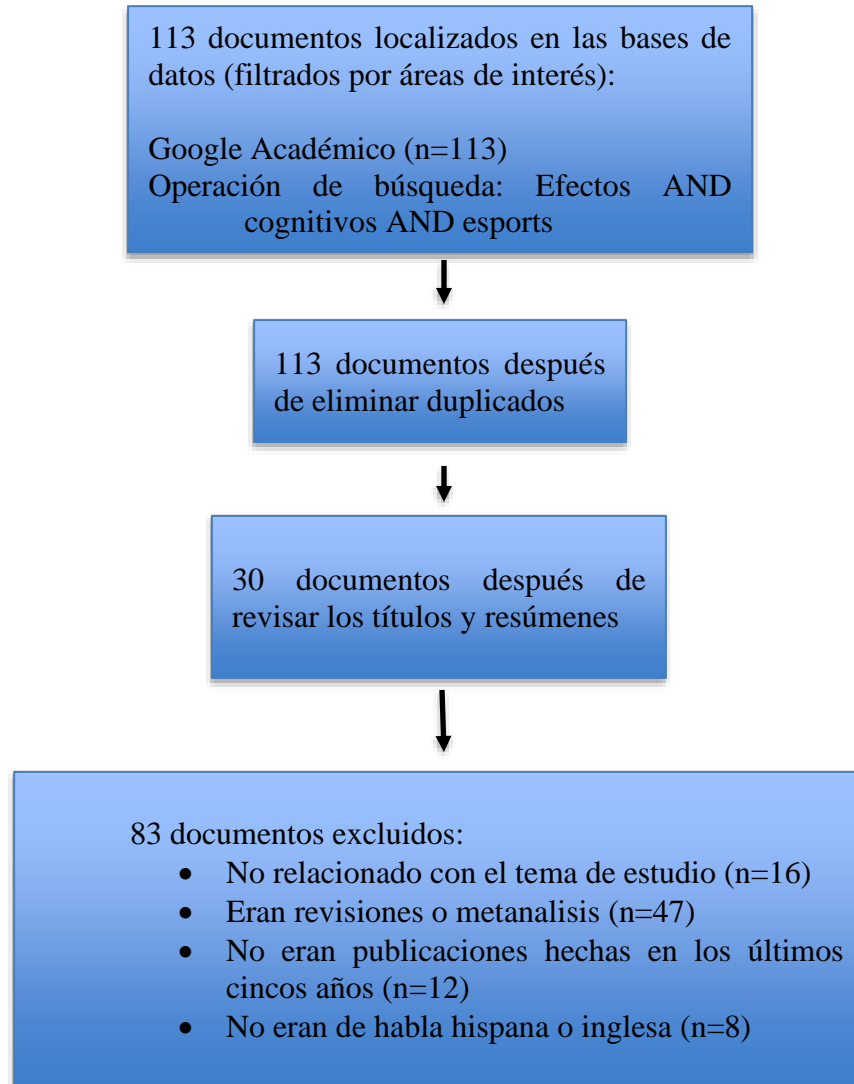 113 documentos localizados en las bases de
datos (filtrados por áreas de interés):
Google Académico (n=113)
Operación de búsqueda: Efectos AND
cognitivos AND esports
113 documentos después
de eliminar duplicados
30 documentos después de
revisar los títulos y resúmenes
83 documentos excluidos:
• No relacionado con el tema de estudio (n=16)
• Eran revisiones o metanalisis (n=47)
• No eran publicaciones hechas en los últimos
cincos años (n=12)
• No eran de habla hispana o inglesa (n=8)